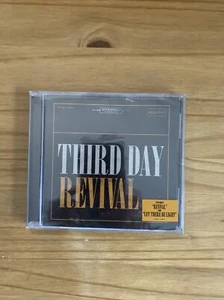 THIRD DAY
REVIVAL
"REVIVAL"
"LET THERE BE LIGHT"